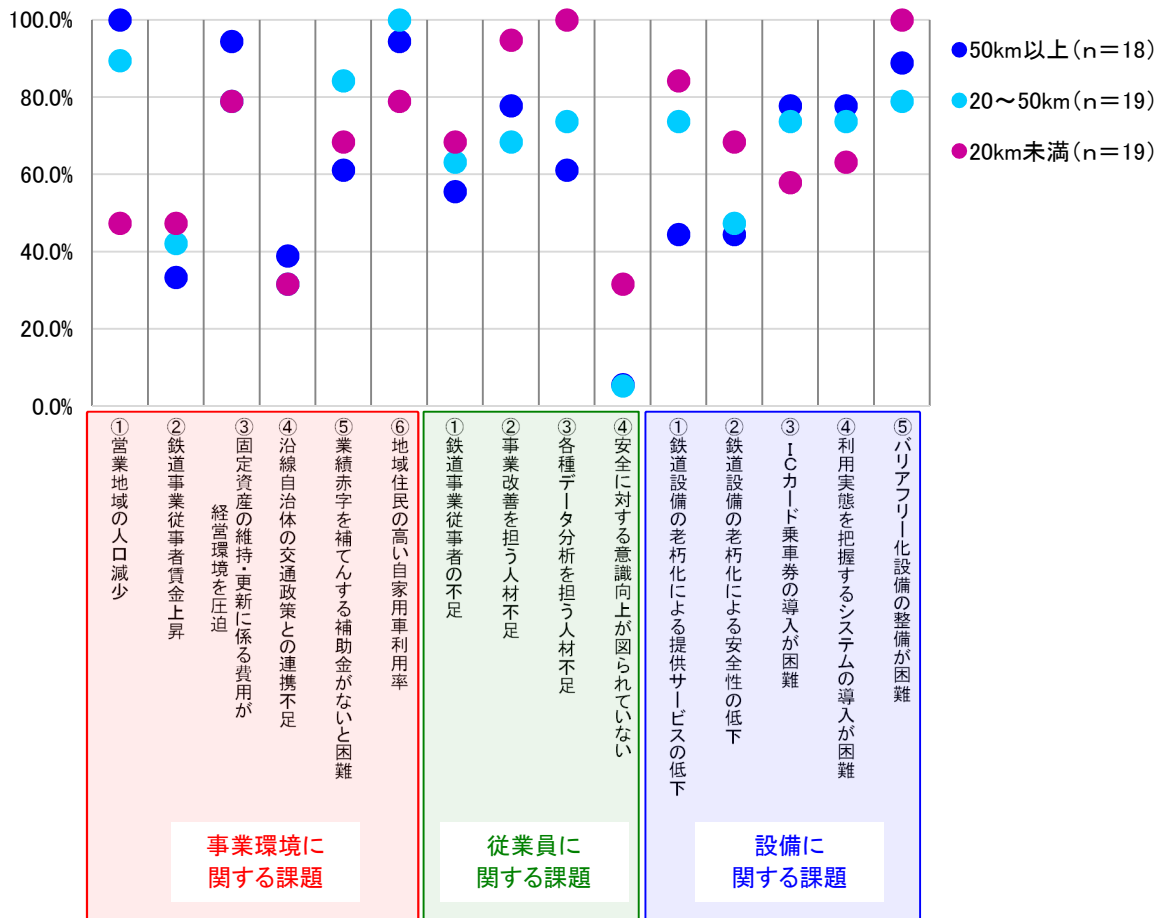 100.0%
80.0%
60.0%
40.0%
20.0%
0.0%
50km以上(n=18)
20～50km(n=19)
20km未満(n=19)
①営業地域の人口減少
②鉄道事業従事者賃金上昇
③固定資産の維持・更新に係る費用が
経営環境を圧迫
④沿線自治体の交通政策との連携不足
⑤業績赤字を補てんする補助金がないと困難
⑥地域住民の高い自家用車利用率
①鉄道事業従事者の不足
②事業改善を担う人材不足
③各種データ分析を担う人材不足
④安全に対する意識向上が図られていない
①鉄道設備の老朽化による提供サービスの低下
②鉄道設備の老朽化による安全性の低下
③ICカード乗車券の導入が困難
④利用実態を把握するシステムの導入が困難
⑤バリアフリー化設備の整備が困難
事業環境に
関する課題
従業員に
関する課題
設備に
関する課題